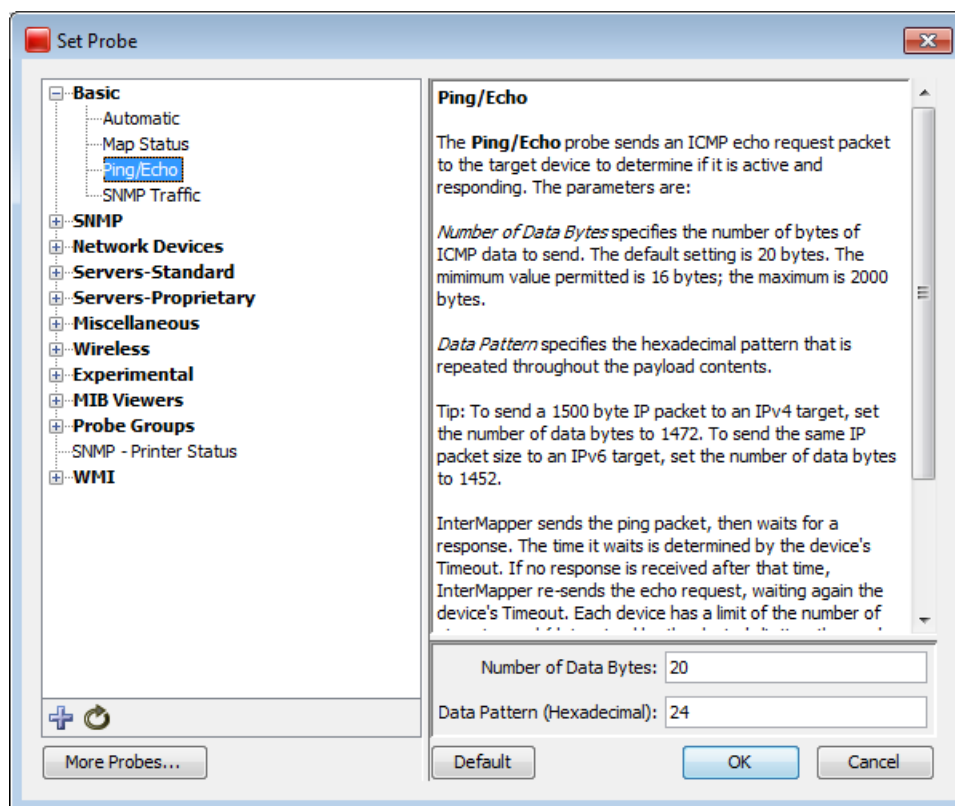 Set Probe
Basic
Automatic
Map Status
Ping/Echo
SNMP Traffic
SNMP
Network Devices
Servers-Standard
Servers-Proprietary
Miscellaneous
Wireless
Experimental
MIB Viewers
Probe Groups
SNMP - Printer Status
WMI
More Probes...
Ping/Echo
The Ping/Echo probe sends an ICMP echo request packet
to the target device to determine if it is active and
responding. The parameters are:
Number of Data Bytes specifies the number of bytes of
ICMP data to send. The default setting is 20 bytes. The
mimimum value permitted is 16 bytes; the maximum is 2000
bytes.
Data Pattern specifies the hexadecimal pattern that is
repeated throughout the payload contents.
Tip: To send a 1500 byte IP packet to an IPv4 target, set
the number of data bytes to 1472. To send the same IP
packet size to an IPv6 target, set the number of data bytes
to 1452.
InterMapper sends the ping packet, then waits for a
response. The time it waits is determined by the device's
Timeout. If no response is received after that time,
InterMapper re-sends the echo request, waiting again the
device's Timeout. Each device has a limit of the number of
Number of Data Bytes: 20
Data Pattern (Hexadecimal): 24
Default
OK
Cancel